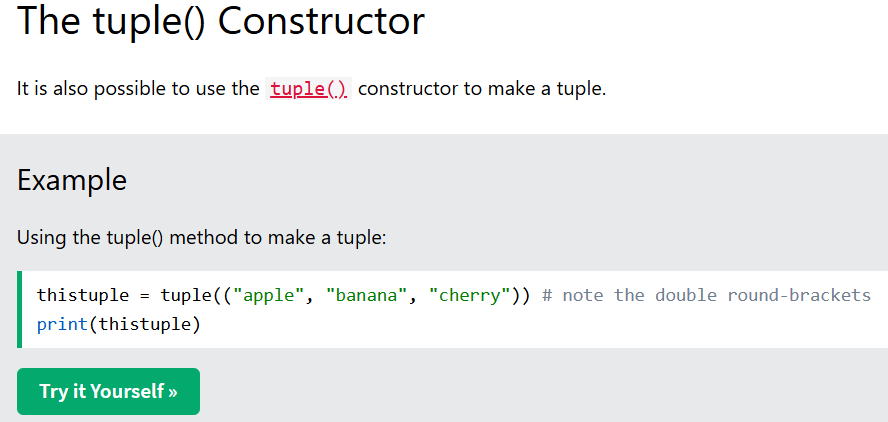 The tuple() Constructor
It is also possible to use the tuple() constructor to make a tuple.
Example
Using the tuple() method to make a tuple:
thistuple = tuple(("apple", "banana", "cherry")) # note the double round-brackets
print(thistuple)
Try it Yourself »